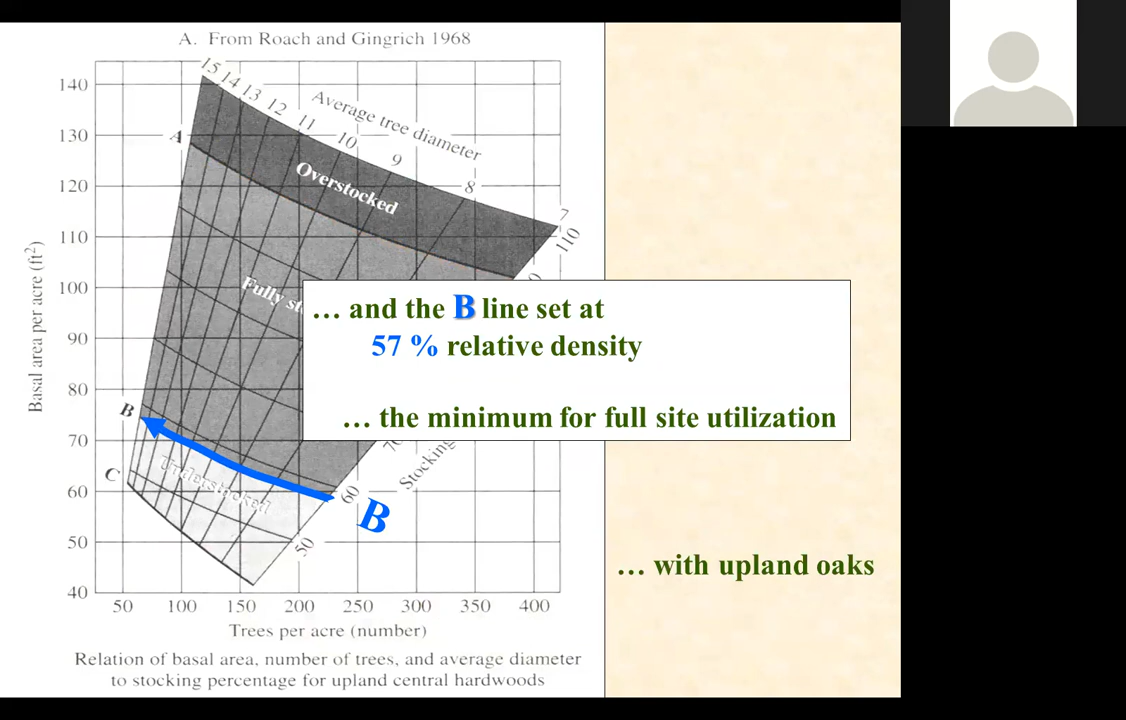 A. From Roach and Gingrich 1968
15 14 13 12 11 10 9 8 7
Average tree diameter
140
130
120
110
100
90
80
70
60
50
40
Basal area per acre (ft²)
A
B
C
Overstocked
Fully st
Understocked
110
70
60
50
Stocking
B
… and the B line set at
57 % relative density
… the minimum for full site utilization
… with upland oaks
50 100 150 200 250 300 350 400
Trees per acre (number)
Relation of basal area, number of trees, and average diameter
to stocking percentage for upland central hardwoods